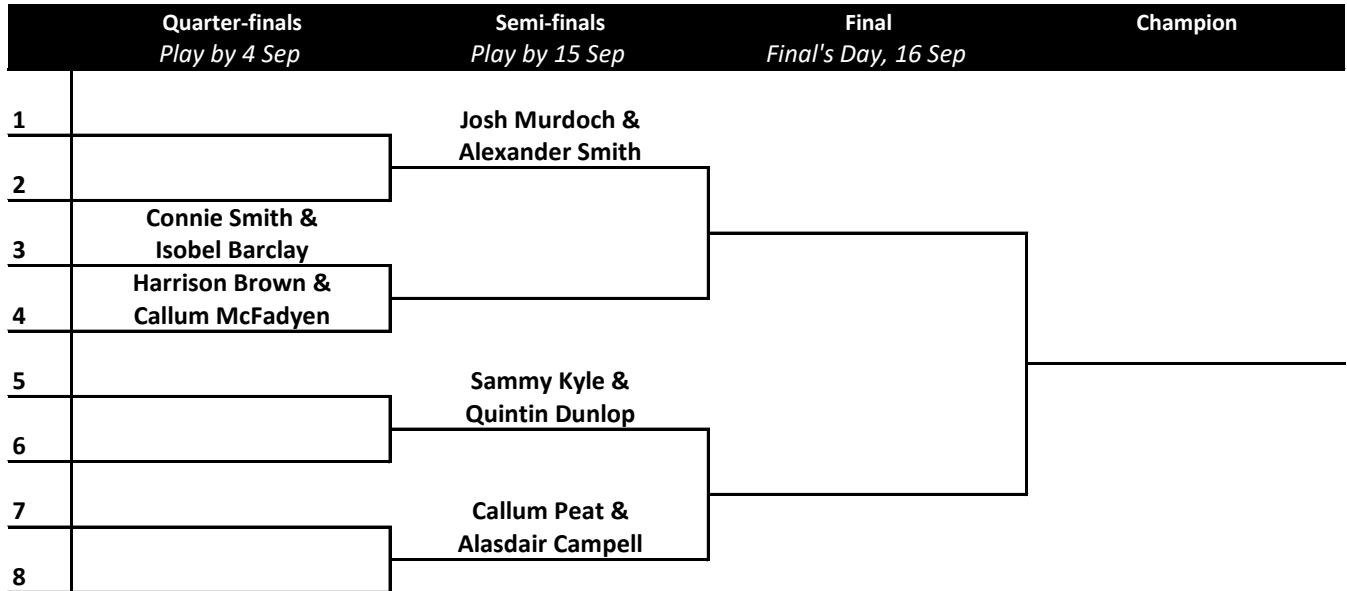 Quarter-finals Semi-finals Final Champion
Play by 4 Sep Play by 15 Sep Final's Day, 16 Sep
1 Josh Murdoch &
Alexander Smith
2
Connie Smith &
3 Isobel Barclay
Harrison Brown &
4 Callum McFadyen
5 Sammy Kyle &
Quintin Dunlop
6
7 Callum Peat &
Alasdair Campell
8